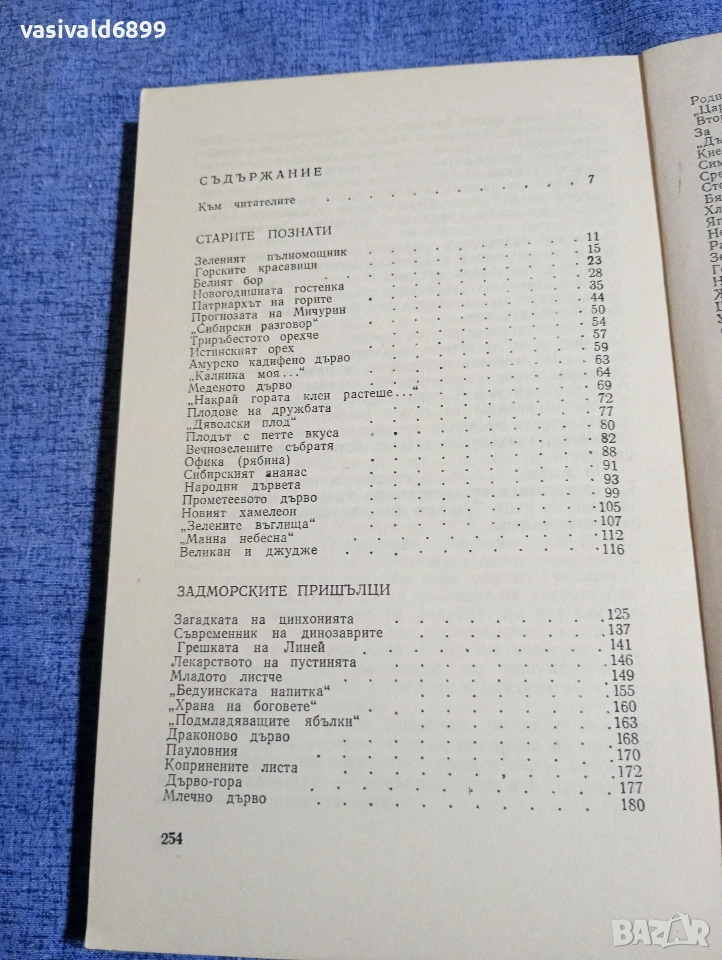 vasivald6899
СЪДЪРЖАНИЕ
Към читателите . . . . . . . . . . . 7
СТАРИТЕ ПОЗНАТИ
Зеленият пълномощник . . . . . . . . 11
Горските красавици . . . . . . . . 15
Белият бор . . . . . . . . 23
Новогодишната гостенка . . . . . . . . 28
Патриархът на горите . . . . . . . . 35
Прогнозата на Мичурин . . . . . . . . 44
„Сибирски разговор“ . . . . . . . . 50
Триръбестото орехче . . . . . . . . 54
Истинският орех . . . . . . . . 57
Амурско кадифено дърво . . . . . . . . 59
„Калинка моя...“ . . . . . . . . 63
Меденото дърво . . . . . . . . 64
„Накрай гората клен растеше...“ . . . . . . . . 69
Плодове на дружбата . . . . . . . . 72
„Дяволски плод“ . . . . . . . . 77
Плодът с петте вкуса . . . . . . . . 80
Вечнозелените събратя . . . . . . . . 82
Офика (рябина) . . . . . . . . 88
Сибирският ананас . . . . . . . . 91
Народни дървета . . . . . . . . 93
Прометеевото дърво . . . . . . . . 99
Новият хамелеон . . . . . . . . 105
„Зелените въглища“ . . . . . . . . 107
„Манна небесна“ . . . . . . . . 112
Великан и джудже . . . . . . . . 116
ЗАДМОРСКИТЕ ПРИШЪЛЦИ
Загадката на цинхонията . . . . . . . 125
Съвременник на динозаврите . . . . . . 137
Грешката на Линей . . . . . . . 141
Лекарството на пустинята . . . . . . . 146
Младото листче . . . . . . . 149
„Бедуинската напитка“ . . . . . . . 155
„Храна на боговете“ . . . . . . . 160
„Подмладяващите ябълки“ . . . . . . . 163
Драконово дърво . . . . . . . 168
Пауловния . . . . . . . 170
Копринените листа . . . . . . . 172
Дърво-гора . . . . . . . 177
Млечно дърво . . . . . . . 180
254
BAZAR